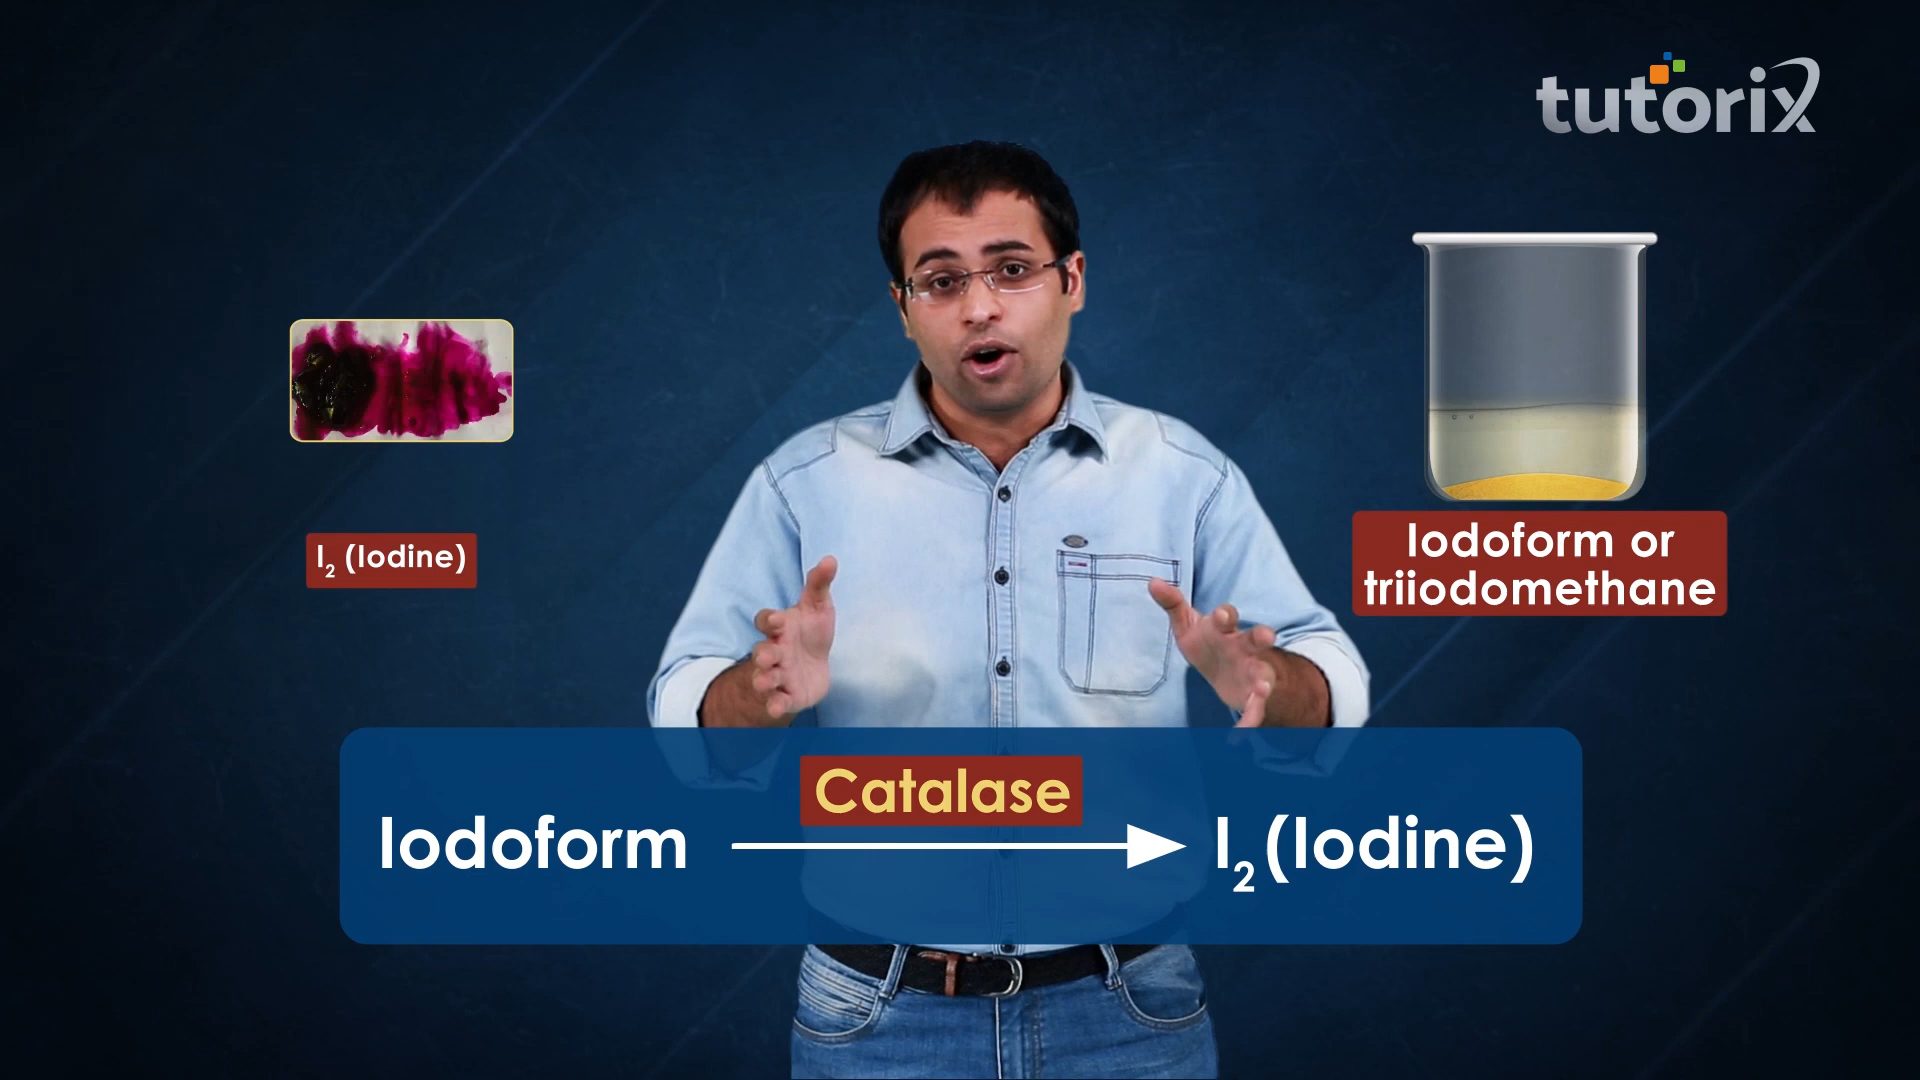 tutorix
I2 (Iodine)
Iodoform or
triiodomethane
Catalase
Iodoform
I2 (Iodine)